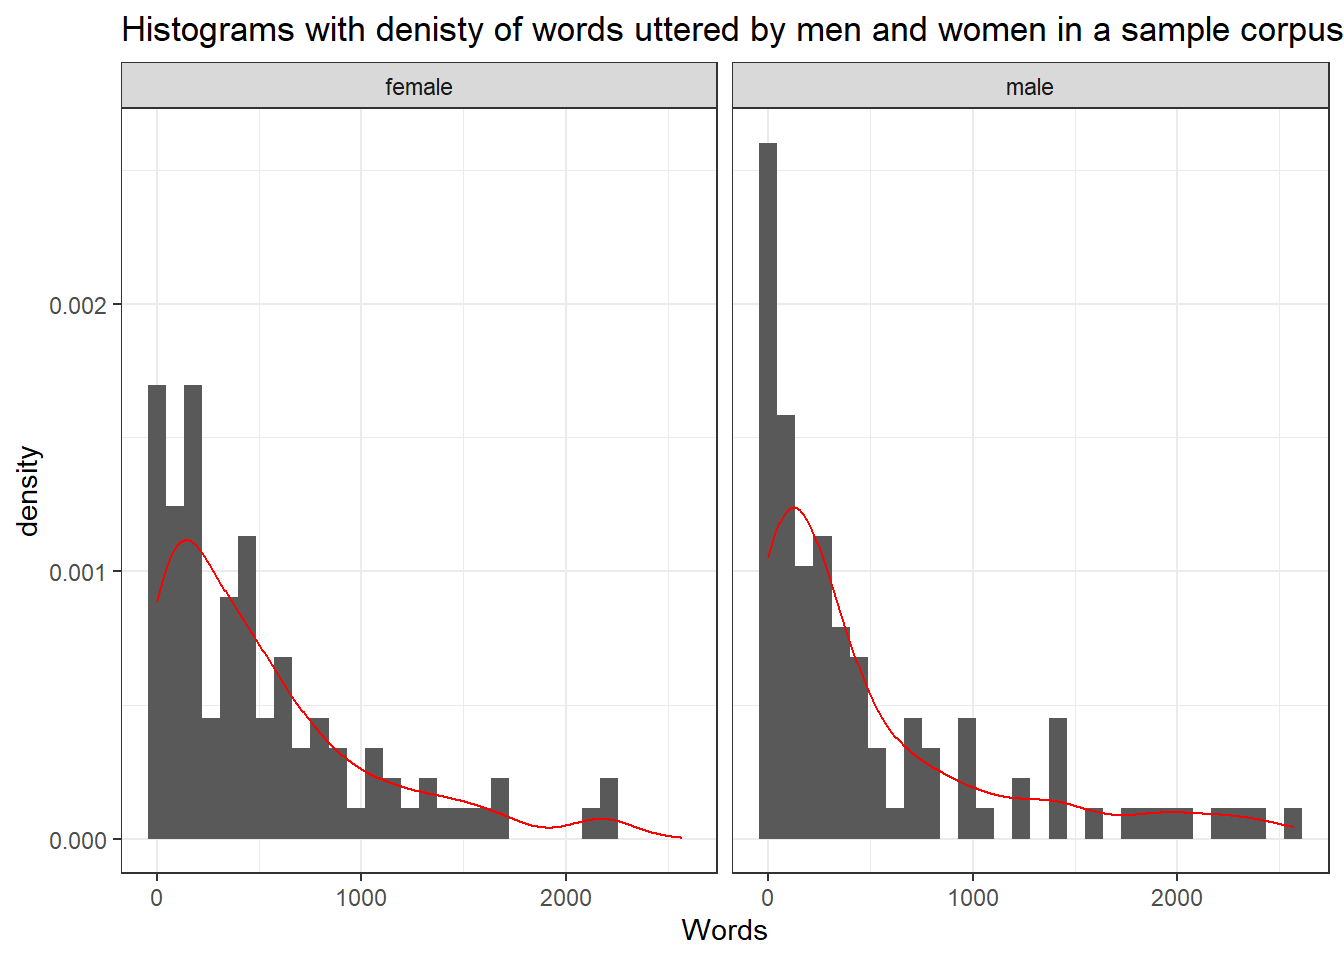 Histograms with denisty of words uttered by men and women in a sample corpus
female
male
density
0.002
0.001
0.000
0
1000
2000
0
1000
2000
Words